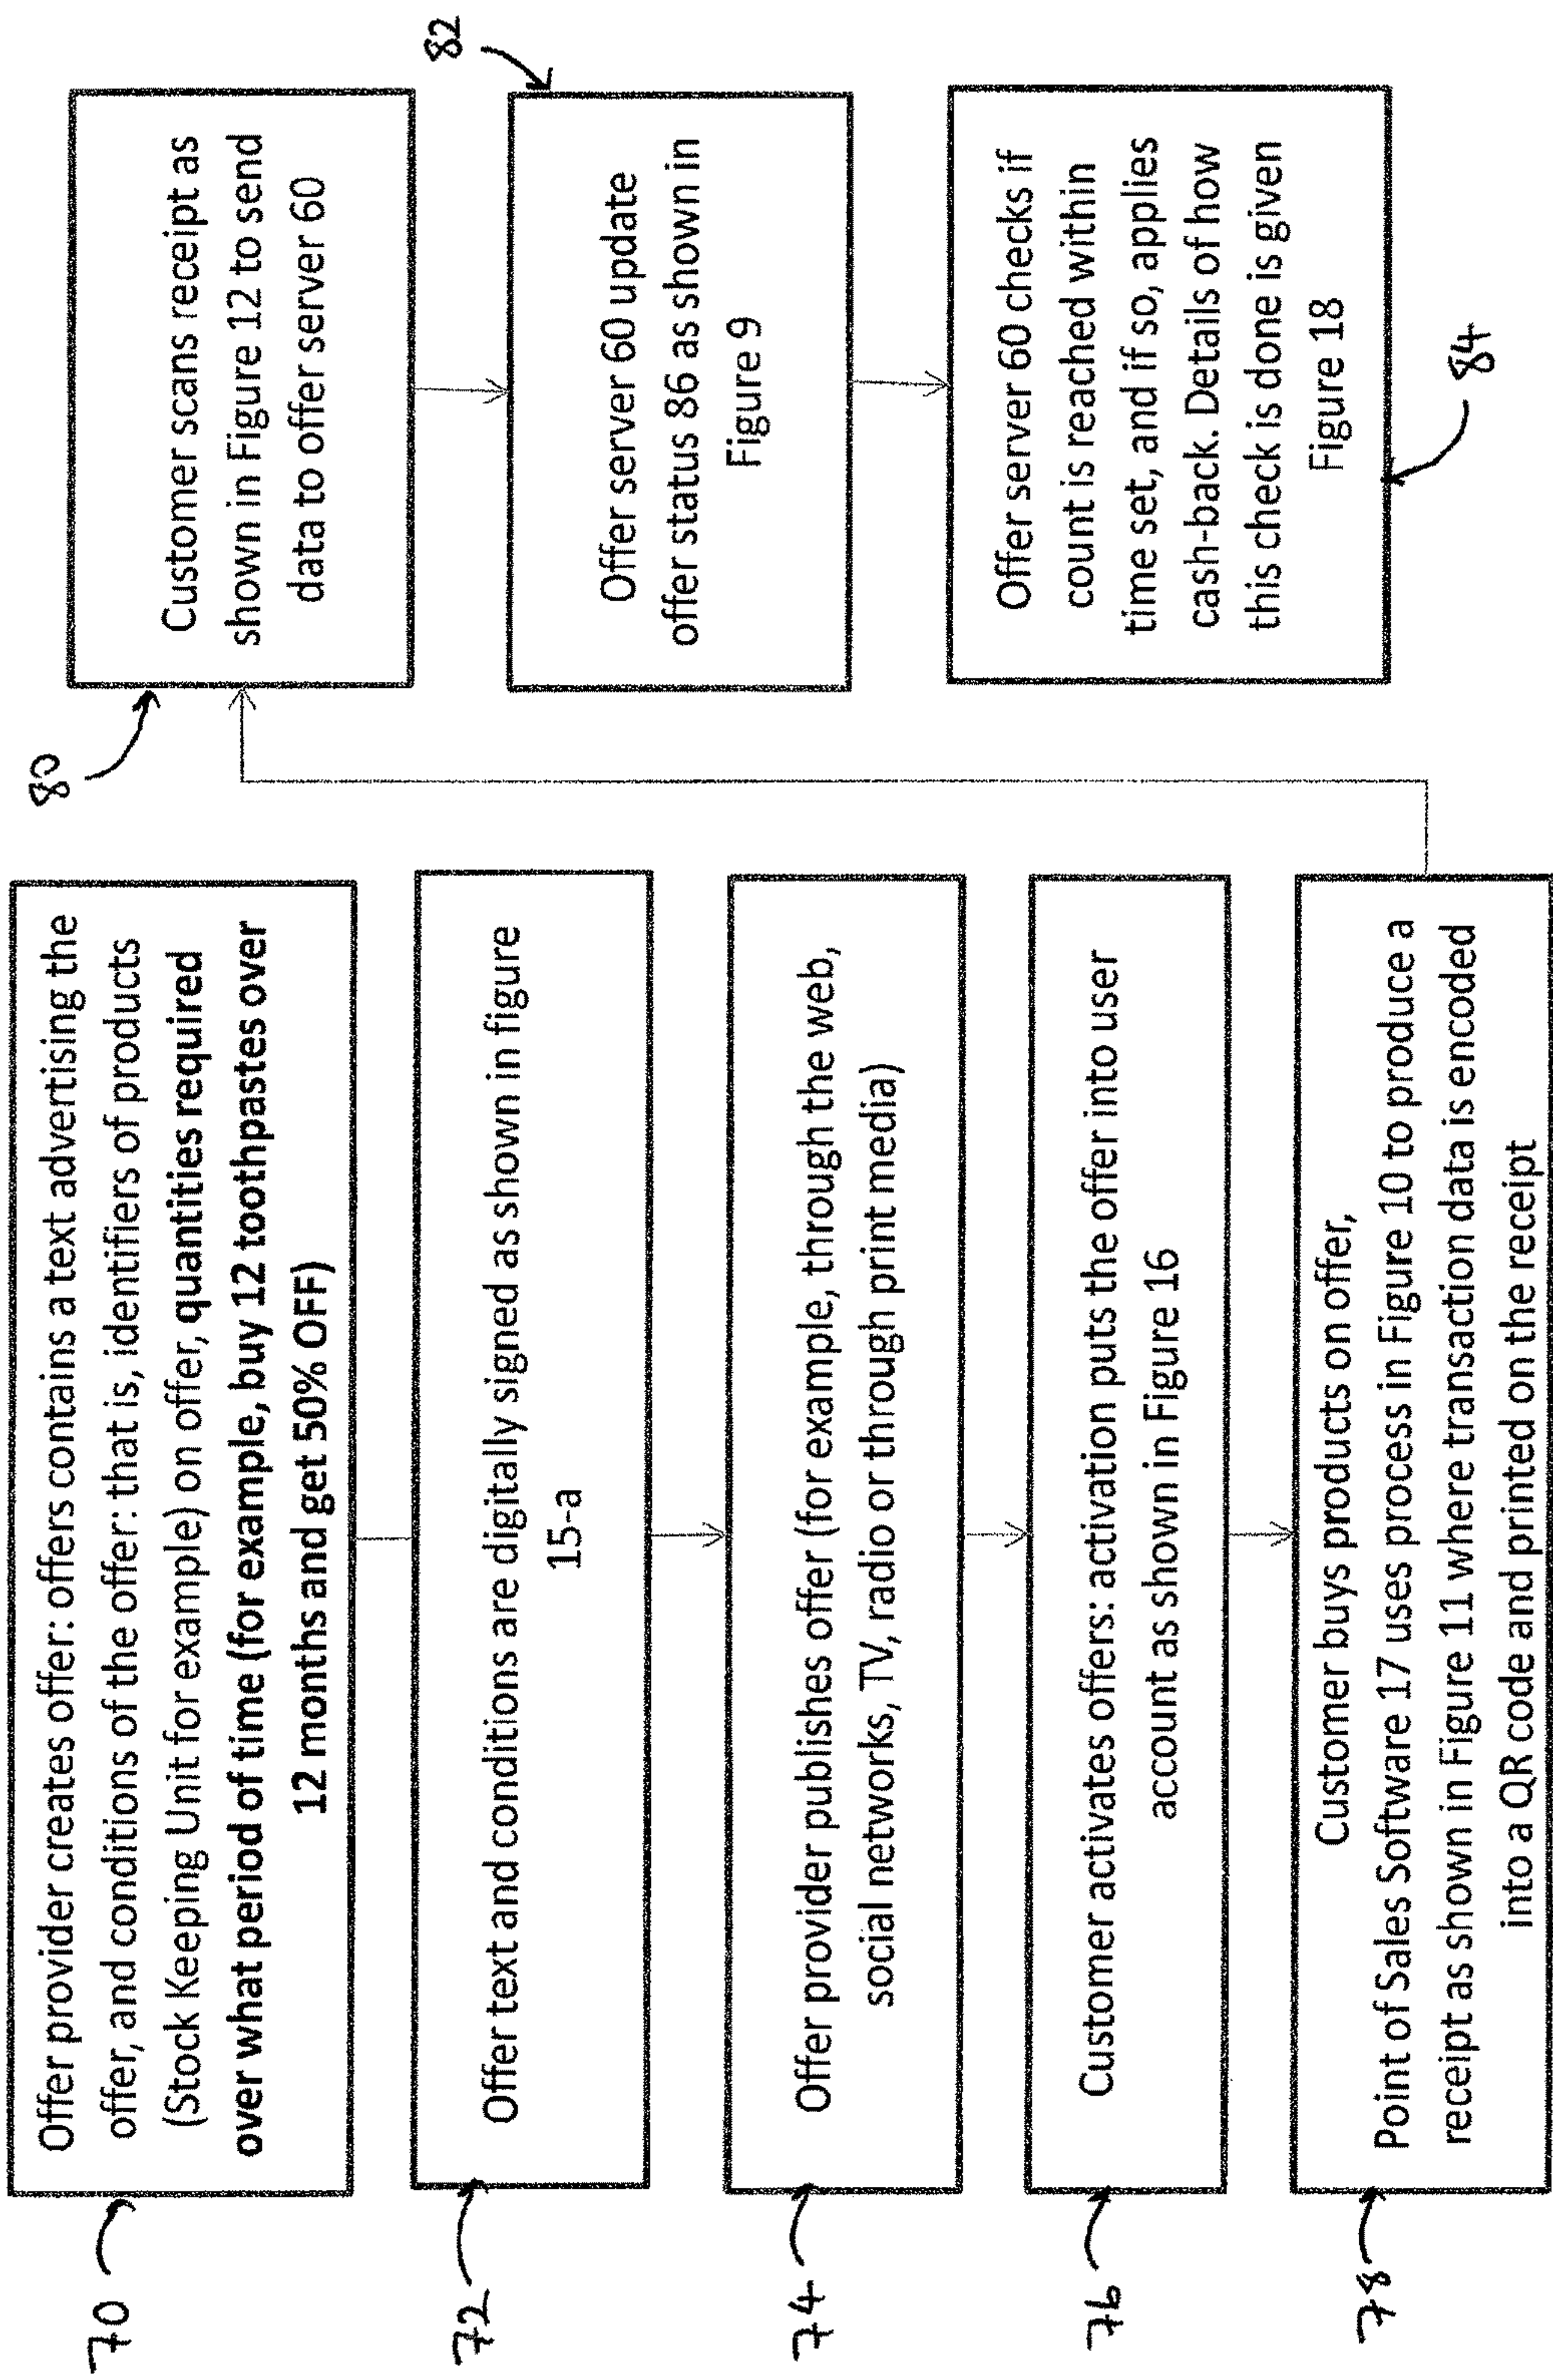 70
Offer provider creates offer: offers contains a text advertising the
offer, and conditions of the offer: that is, identifiers of products
(Stock Keeping Unit for example) on offer, quantities required
over what period of time (for example, buy 12 toothpastes over
12 months and get 50% OFF)
72
Offer text and conditions are digitally signed as shown in figure
15-a
74
Offer provider publishes offer (for example, through the web,
social networks, TV, radio or through print media)
76
Customer activates offers: activation puts the offer into user
account as shown in Figure 16
78
Customer buys products on offer,
Point of Sales Software 17 uses process in Figure 10 to produce a
receipt as shown in Figure 11 where transaction data is encoded
into a QR code and printed on the receipt
80
Customer scans receipt as
shown in Figure 12 to send
data to offer server 60
82
Offer server 60 update
offer status 86 as shown in
Figure 9
Offer server 60 checks if
count is reached within
time set, and if so, applies
cash-back. Details of how
this check is done is given
Figure 18
84